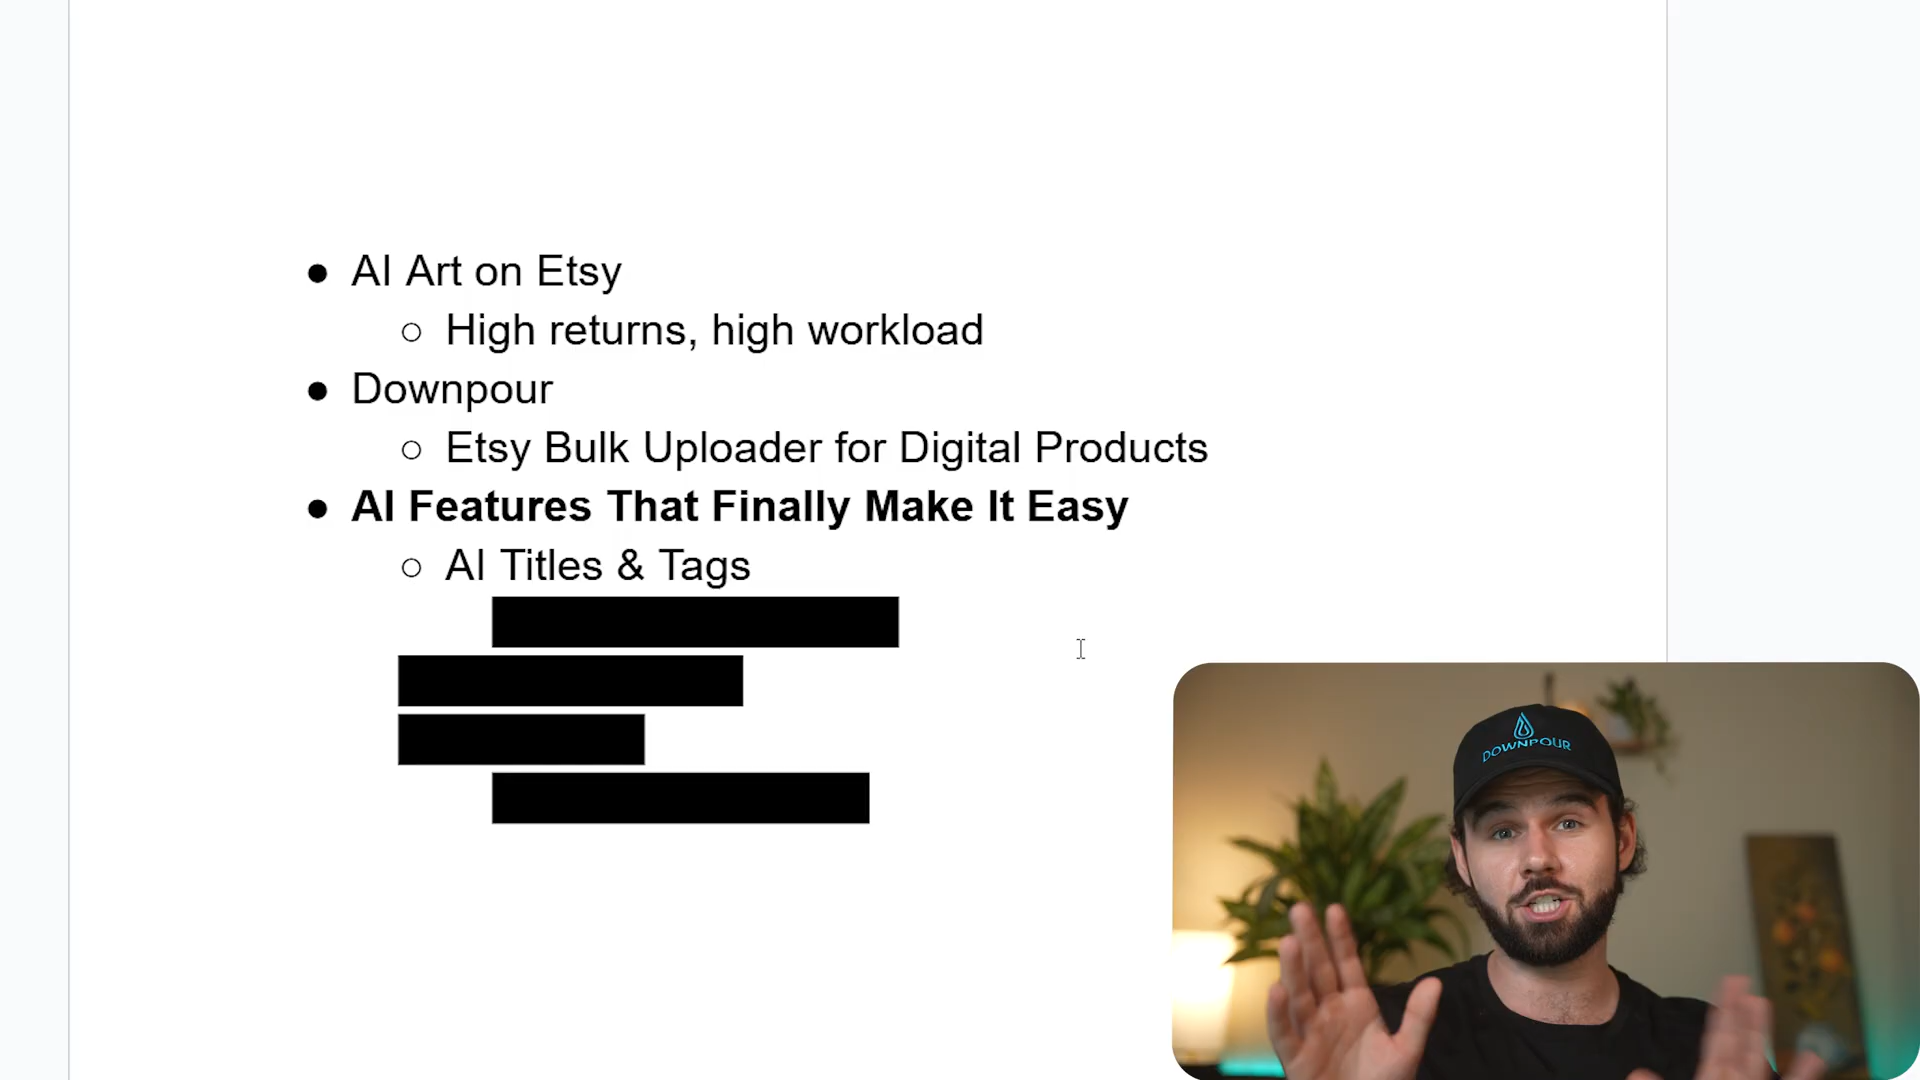 ● AI Art on Etsy
○ High returns, high workload
● Downpour
○ Etsy Bulk Uploader for Digital Products
● AI Features That Finally Make It Easy
○ AI Titles & Tags
DOWNPOUR